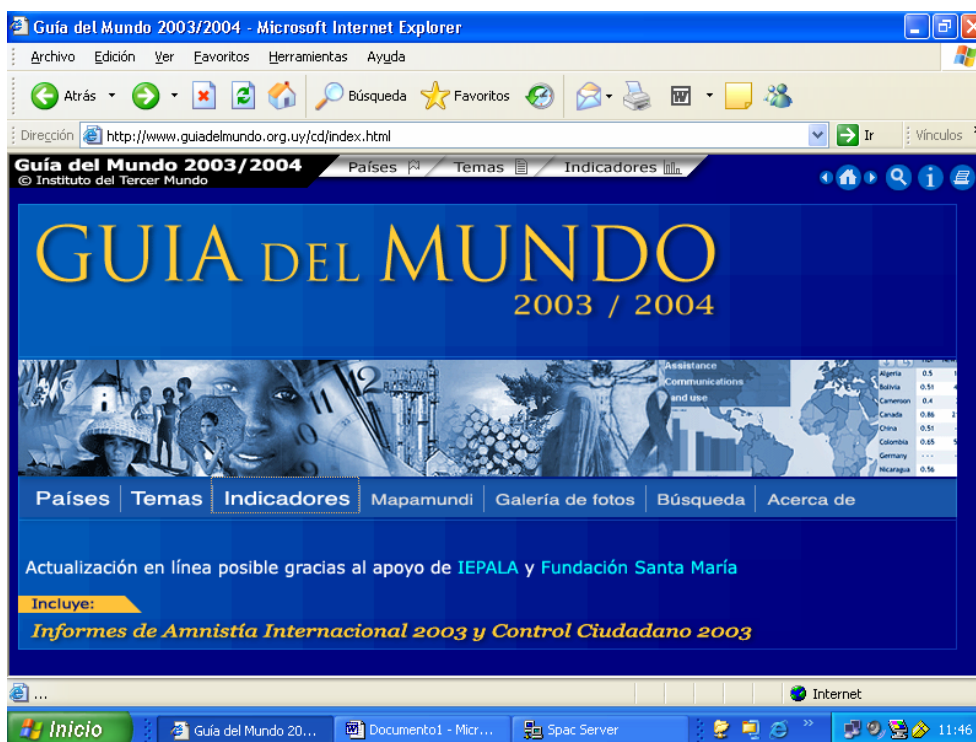 Guía del Mundo 2003/2004 - Microsoft Internet Explorer
Archivo Edición Ver Favoritos Herramientas Ayuda
Atrás Búsqueda Favoritos
Dirección http://www.guiadelmundo.org.uy/cd/index.html Ir Vínculos
Guía del Mundo 2003/2004 Países Temas Indicadores
© Instituto del Tercer Mundo
GUIA DEL MUNDO
2003 / 2004
Assistance
Communications
and use
Algeria 0.5
Bolivia 0.51
Cameroon 0.4
Canada 0.86
China 0.51
Colombia 0.65
Germany ---
Nicaragua 0.56
Países Temas Indicadores Mapamundi Galería de fotos Búsqueda Acerca de
Actualización en línea posible gracias al apoyo de IEPALA y Fundación Santa María
Incluye:
Informes de Amnistía Internacional 2003 y Control Ciudadano 2003
... Internet
Inicio Guía del Mundo 20... Documento1 - Micr... Spac Server 11:46